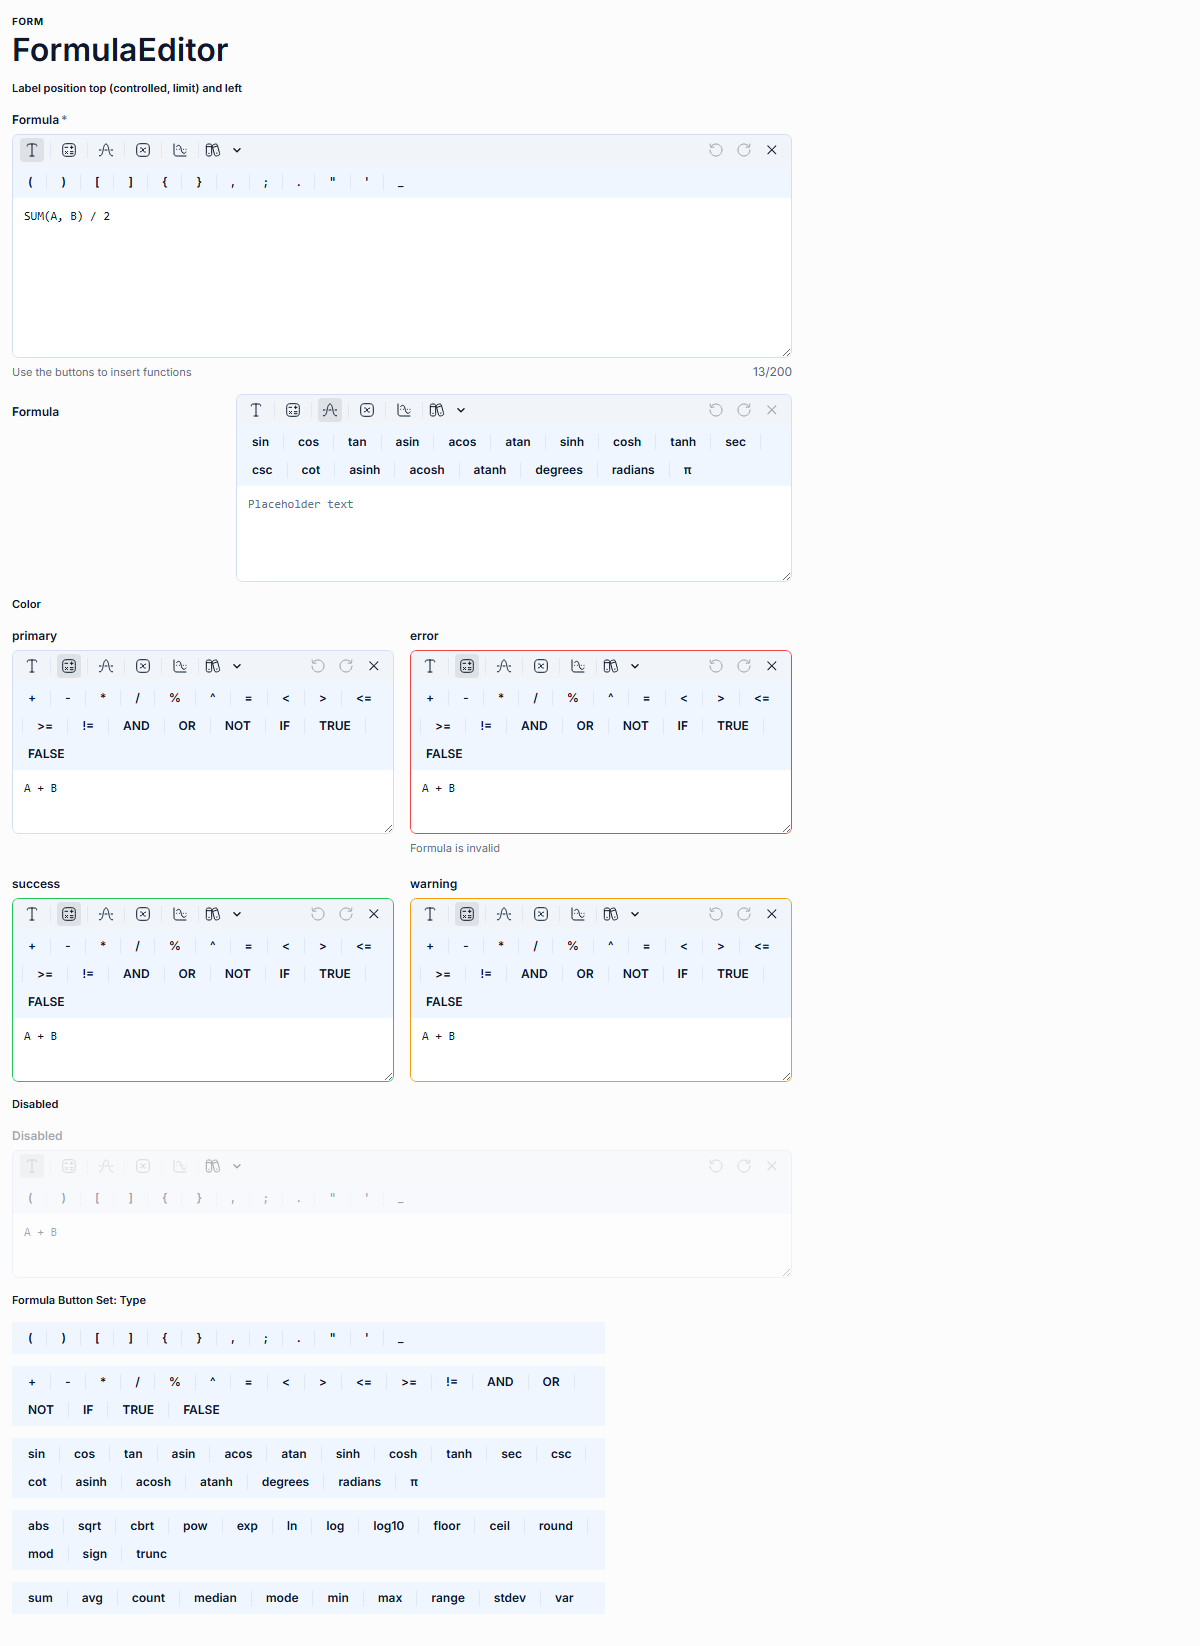 FORM
FormulaEditor
Label position top (controlled, limit) and left
Formula *
( ) [ ] { } , ; . " ' _
SUM(A, B) / 2
Use the buttons to insert functions 13/200
Formula
sin cos tan asin acos atan sinh cosh tanh sec
csc cot asinh acosh atanh degrees radians π
Placeholder text
Color
primary error
+ - * / % ^ = < > <= + - * / % ^ = < > <=
>= != AND OR NOT IF TRUE >= != AND OR NOT IF TRUE
FALSE FALSE
A + B A + B
Formula is invalid
success warning
+ - * / % ^ = < > <= + - * / % ^ = < > <=
>= != AND OR NOT IF TRUE >= != AND OR NOT IF TRUE
FALSE FALSE
A + B A + B
Disabled
Disabled
( ) [ ] { } , ; . " ' _
A + B
Formula Button Set: Type
( ) [ ] { } , ; . " ' _
+ - * / % ^ = < > <= >= != AND OR
NOT IF TRUE FALSE
sin cos tan asin acos atan sinh cosh tanh sec csc
cot asinh acosh atanh degrees radians π
abs sqrt cbrt pow exp ln log log10 floor ceil round
mod sign trunc
sum avg count median mode min max range stdev var